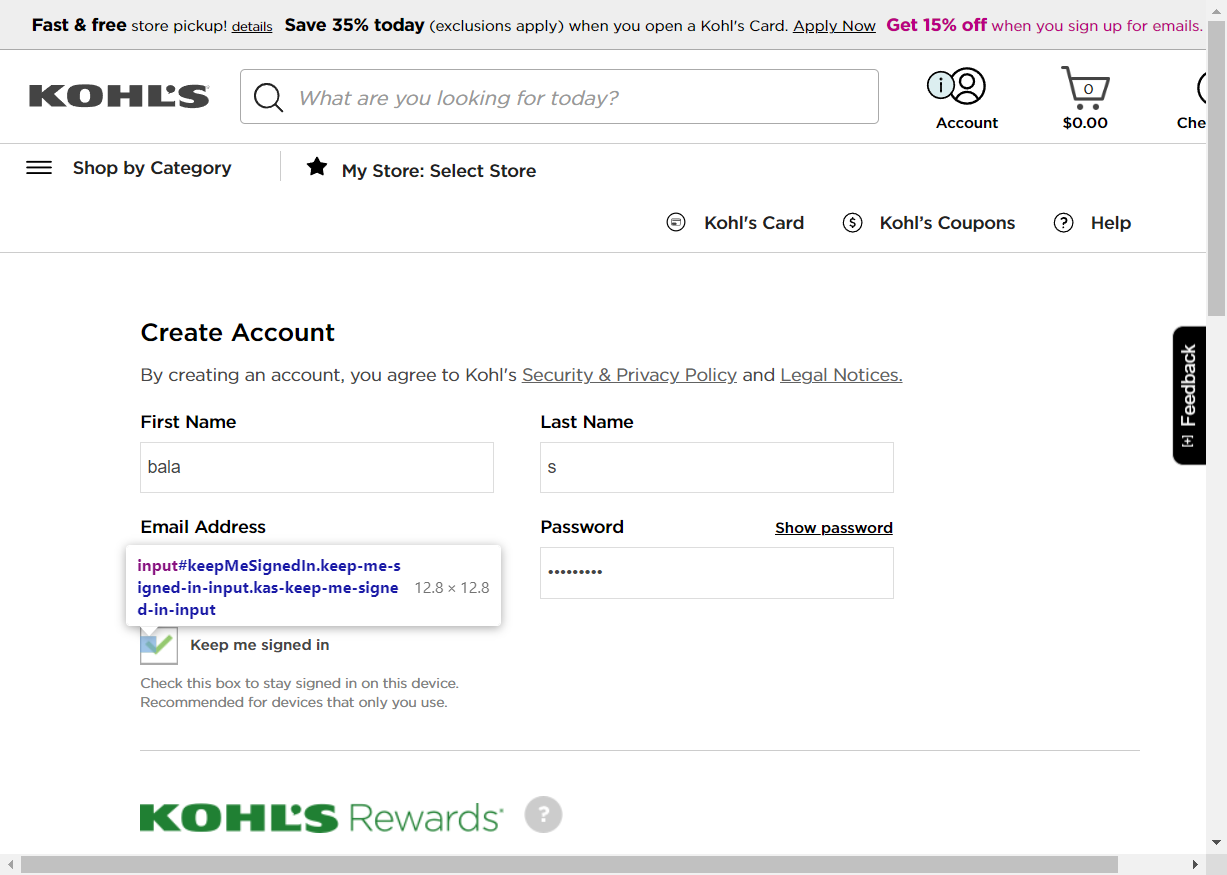 Fast & free store pickup! details Save 35% today (exclusions apply) when you open a Kohl's Card. Apply Now Get 15% off when you sign up for emails.
KOHL'S
What are you looking for today?
i
0
Account
$0.00
Che
Shop by Category
My Store: Select Store
Kohl's Card
$
Kohl’s Coupons
?
Help
Create Account
By creating an account, you agree to Kohl's Security & Privacy Policy and Legal Notices.
[+] Feedback
First Name
Last Name
bala
s
Email Address
Password
Show password
•••••••••
input#keepMeSignedIn.keep-me-s
igned-in-input.kas-keep-me-signe
d-in-input
12.8 × 12.8
Keep me signed in
Check this box to stay signed in on this device.
Recommended for devices that only you use.
KOHL'S Rewards
?